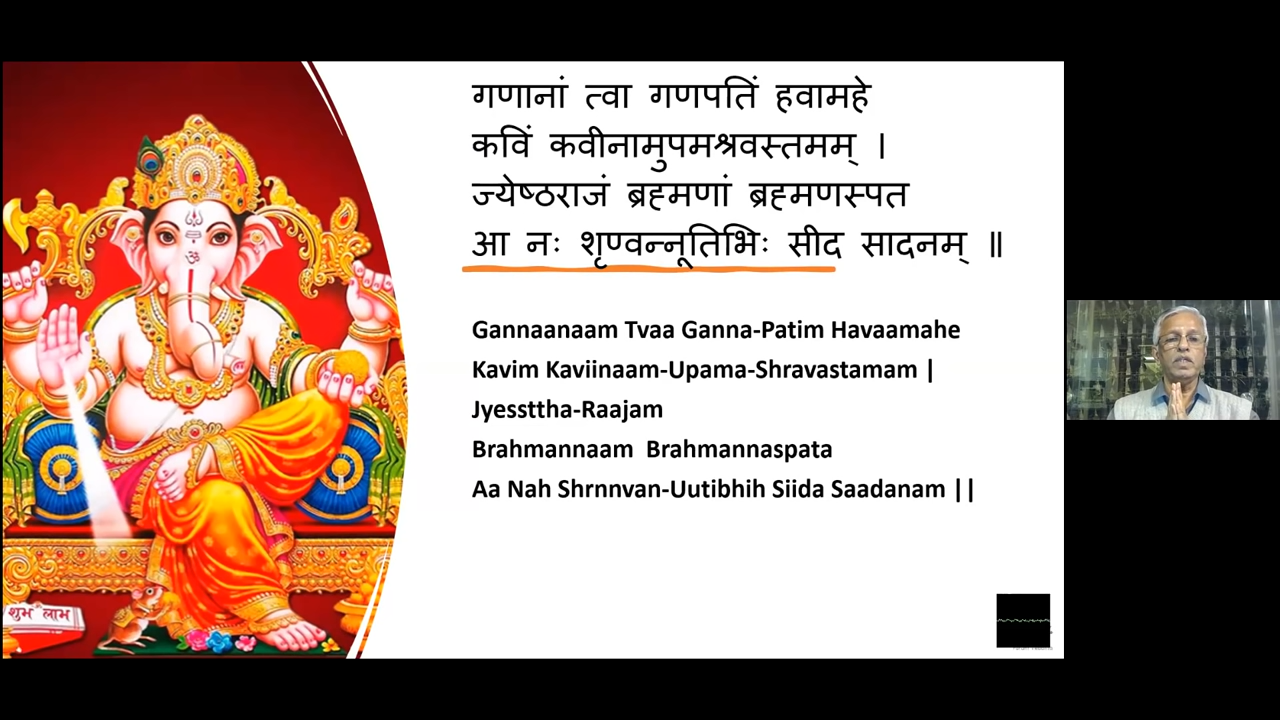 गणानां त्वा गणपतिं हवामहे
कविं कवीनामुपमश्रवस्तमम् ।
ज्येष्ठराजं ब्रह्मणां ब्रह्मणस्पत
आ नः शृण्वन्नूतिभिः सीद सादनम् ॥
Gannaanaam Tvaa Ganna-Patim Havaamahe
Kavim Kaviinaam-Upama-Shravastamam |
Jyessttha-Raajam
Brahmannaam Brahmannaspata
Aa Nah Shrnnvan-Uutibhih Siida Saadanam ||
ॐ
शुभ लाभ